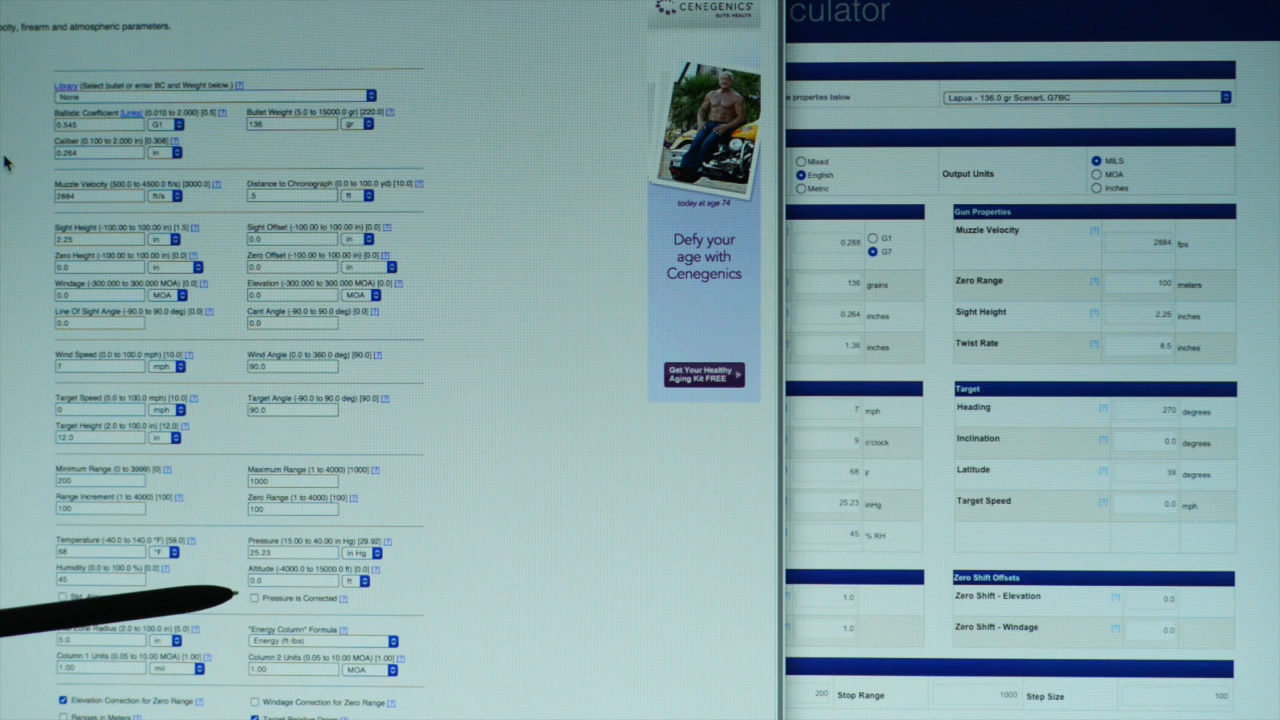 ocity, firearm and atmospheric parameters.
Library (Select bullet or enter BC and Weight below.) [?]
None
Ballistic Coefficient [Links] (0.010 to 2.000) [0.5] [?]
Bullet Weight (5.0 to 15000.0 gr) [220.0] [?]
0.545 G1
136 gr
Caliber (0.100 to 2.000 in) [0.308] [?]
0.264 in
Muzzle Velocity (500.0 to 4500.0 ft/s) [3000.0] [?]
Distance to Chronograph (0.0 to 100.0 yd) [10.0] [?]
2884 ft/s
.5 ft
Sight Height (-100.00 to 100.00 in) [1.5] [?]
Sight Offset (-100.00 to 100.00 in) [0.0] [?]
2.25 in
0.0 in
Zero Height (-100.00 to 100.00 in) [0.0] [?]
Zero Offset (-100.00 to 100.00 in) [0.0] [?]
0.0 in
0.0 in
Windage (-300.000 to 300.000 MOA) [0.0] [?]
Elevation (-300.000 to 300.000 MOA) [0.0] [?]
0.0 MOA
0.0 MOA
Line Of Sight Angle (-90.0 to 90.0 deg) [0.0] [?]
Cant Angle (-90.0 to 90.0 deg) [0.0] [?]
0.0
0.0
Wind Speed (0.0 to 100.0 mph) [10.0] [?]
Wind Angle (0.0 to 360.0 deg) [90.0] [?]
7 mph
90.0
Target Speed (0.0 to 100.0 mph) [10.0] [?]
Target Angle (-90.0 to 90.0 deg) [90.0] [?]
0 mph
90.0
Target Height (2.0 to 100.0 in) [12.0] [?]
12.0 in
Minimum Range (0 to 3999) [0] [?]
Maximum Range (1 to 4000) [1000] [?]
200
1000
Range Increment (1 to 4000) [100] [?]
Zero Range (1 to 4000) [100] [?]
100
100
Temperature (-40.0 to 140.0 °F) [59.0] [?]
Pressure (15.00 to 40.00 in Hg) [29.92] [?]
68 °F
25.23 in Hg
Humidity (0.0 to 100.0 %) [0.0] [?]
Altitude (-4000.0 to 15000.0 ft) [0.0] [?]
45
0.0 ft
Pressure is Corrected [?]
Radius (2.0 to 100.0 in) [5.0] [?]
"Energy Column" Formula [?]
5.0 in
Energy (ft·lbs)
Column 1 Units (0.05 to 10.00 MOA) [1.00] [?]
Column 2 Units (0.05 to 10.00 MOA) [1.00] [?]
1.00 mil
1.00 MOA
Elevation Correction for Zero Range [?]
Windage Correction for Zero Range [?]
Ranges in Meters [?]
Target Relative Drops [?]
CENEGENICS
ELITE HEALTH
today at age 74
Defy your
age with
Cenegenics
Get Your Healthy
Aging Kit FREE
culator
e properties below
Lapua - 136.0 gr ScenarL G7BC
Mixed
English
Metric
Output Units
MILS
MOA
Inches
0.288 G1
G7
136 grains
0.264 inches
1.36 inches
Gun Properties
Muzzle Velocity [?] 2884 fps
Zero Range [?] 100 meters
Sight Height [?] 2.25 inches
Twist Rate [?] 8.5 inches
7 mph
9 o'clock
68 F
25.23 inHg
45 % RH
Target
Heading [?] 270 degrees
Inclination [?] 0.0 degrees
Latitude [?] 39 degrees
Target Speed [?] 0.0 mph
1.0
1.0
Zero Shift Offsets
Zero Shift - Elevation [?] 0.0
Zero Shift - Windage [?] 0.0
200 Stop Range 1000 Step Size 100